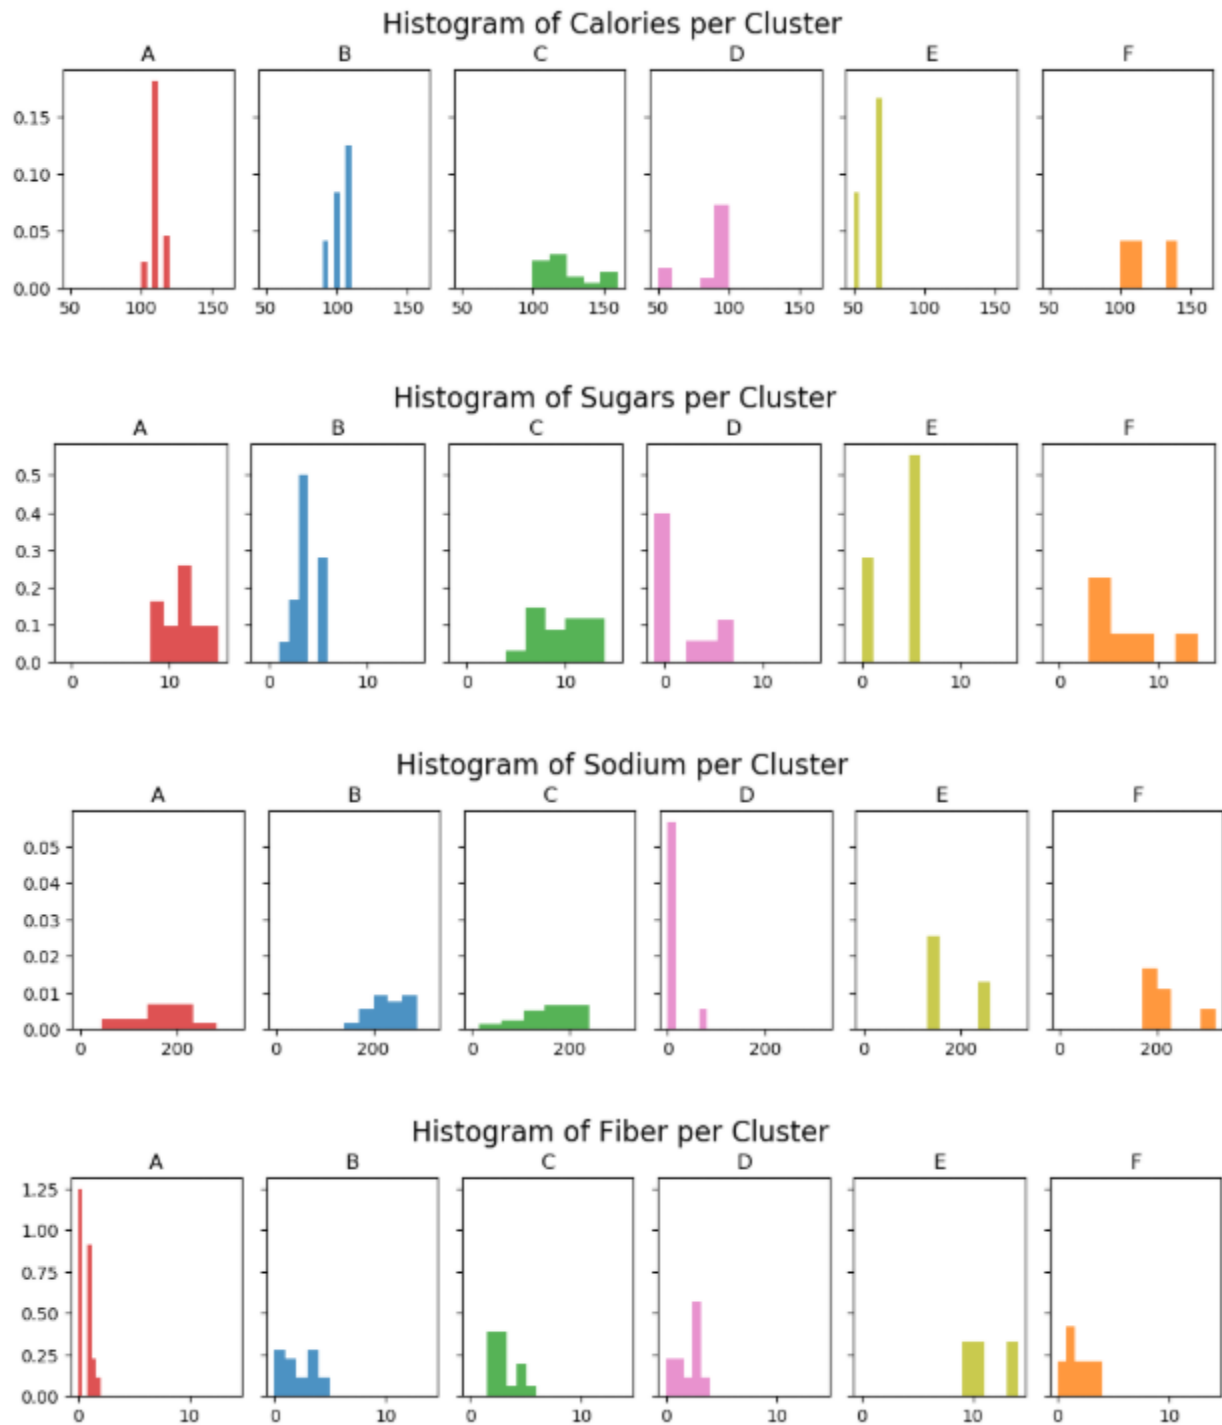 Histogram of Calories per Cluster
A B C D E F
0.15
0.10
0.05
0.00
50 100 150 50 100 150 50 100 150 50 100 150 50 100 150 50 100 150
Histogram of Sugars per Cluster
A B C D E F
0.5
0.4
0.3
0.2
0.1
0.0
0 10 0 10 0 10 0 10 0 10 0 10
Histogram of Sodium per Cluster
A B C D E F
0.05
0.04
0.03
0.02
0.01
0.00
0 200 0 200 0 200 0 200 0 200 0 200
Histogram of Fiber per Cluster
A B C D E F
1.25
1.00
0.75
0.50
0.25
0.00
0 10 0 10 0 10 0 10 0 10 0 10